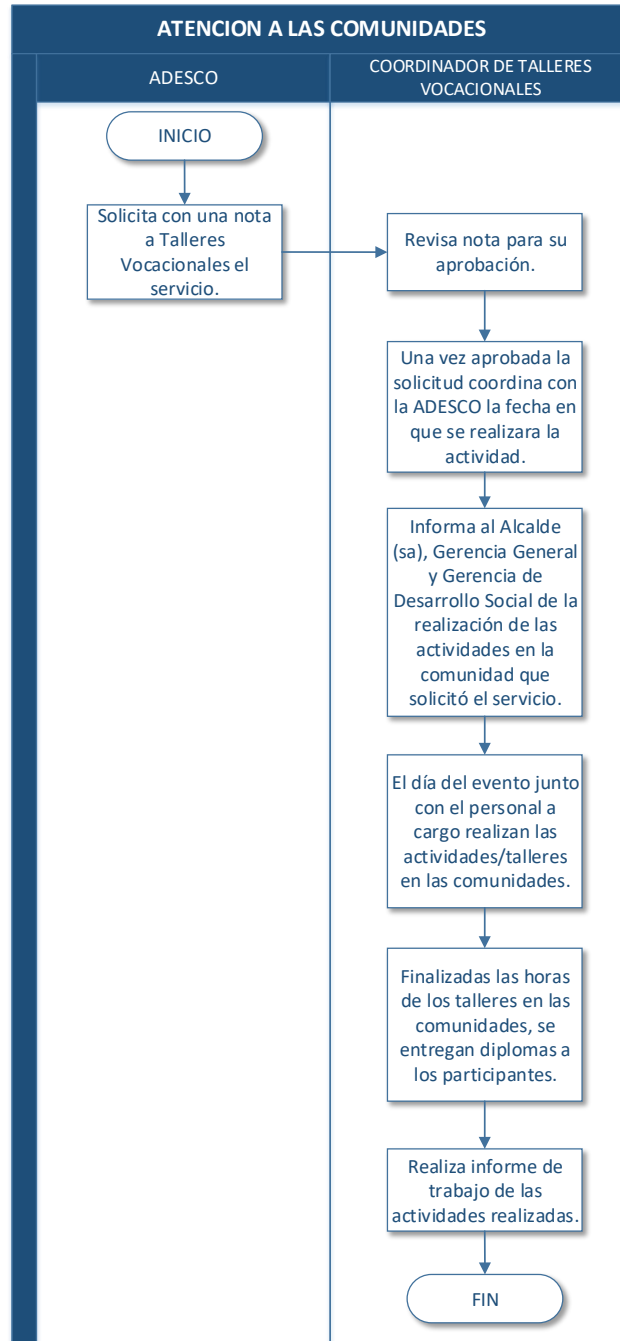 ATENCION A LAS COMUNIDADES
ADESCO
COORDINADOR DE TALLERES
VOCACIONALES
INICIO
Solicita con una nota
a Talleres
Vocacionales el
servicio.
Revisa nota para su
aprobación.
Una vez aprobada la
solicitud coordina con
la ADESCO la fecha en
que se realizara la
actividad.
Informa al Alcalde
(sa), Gerencia General
y Gerencia de
Desarrollo Social de la
realización de las
actividades en la
comunidad que
solicitó el servicio.
El día del evento junto
con el personal a
cargo realizan las
actividades/talleres
en las comunidades.
Finalizadas las horas
de los talleres en las
comunidades, se
entregan diplomas a
los participantes.
Realiza informe de
trabajo de las
actividades realizadas.
FIN